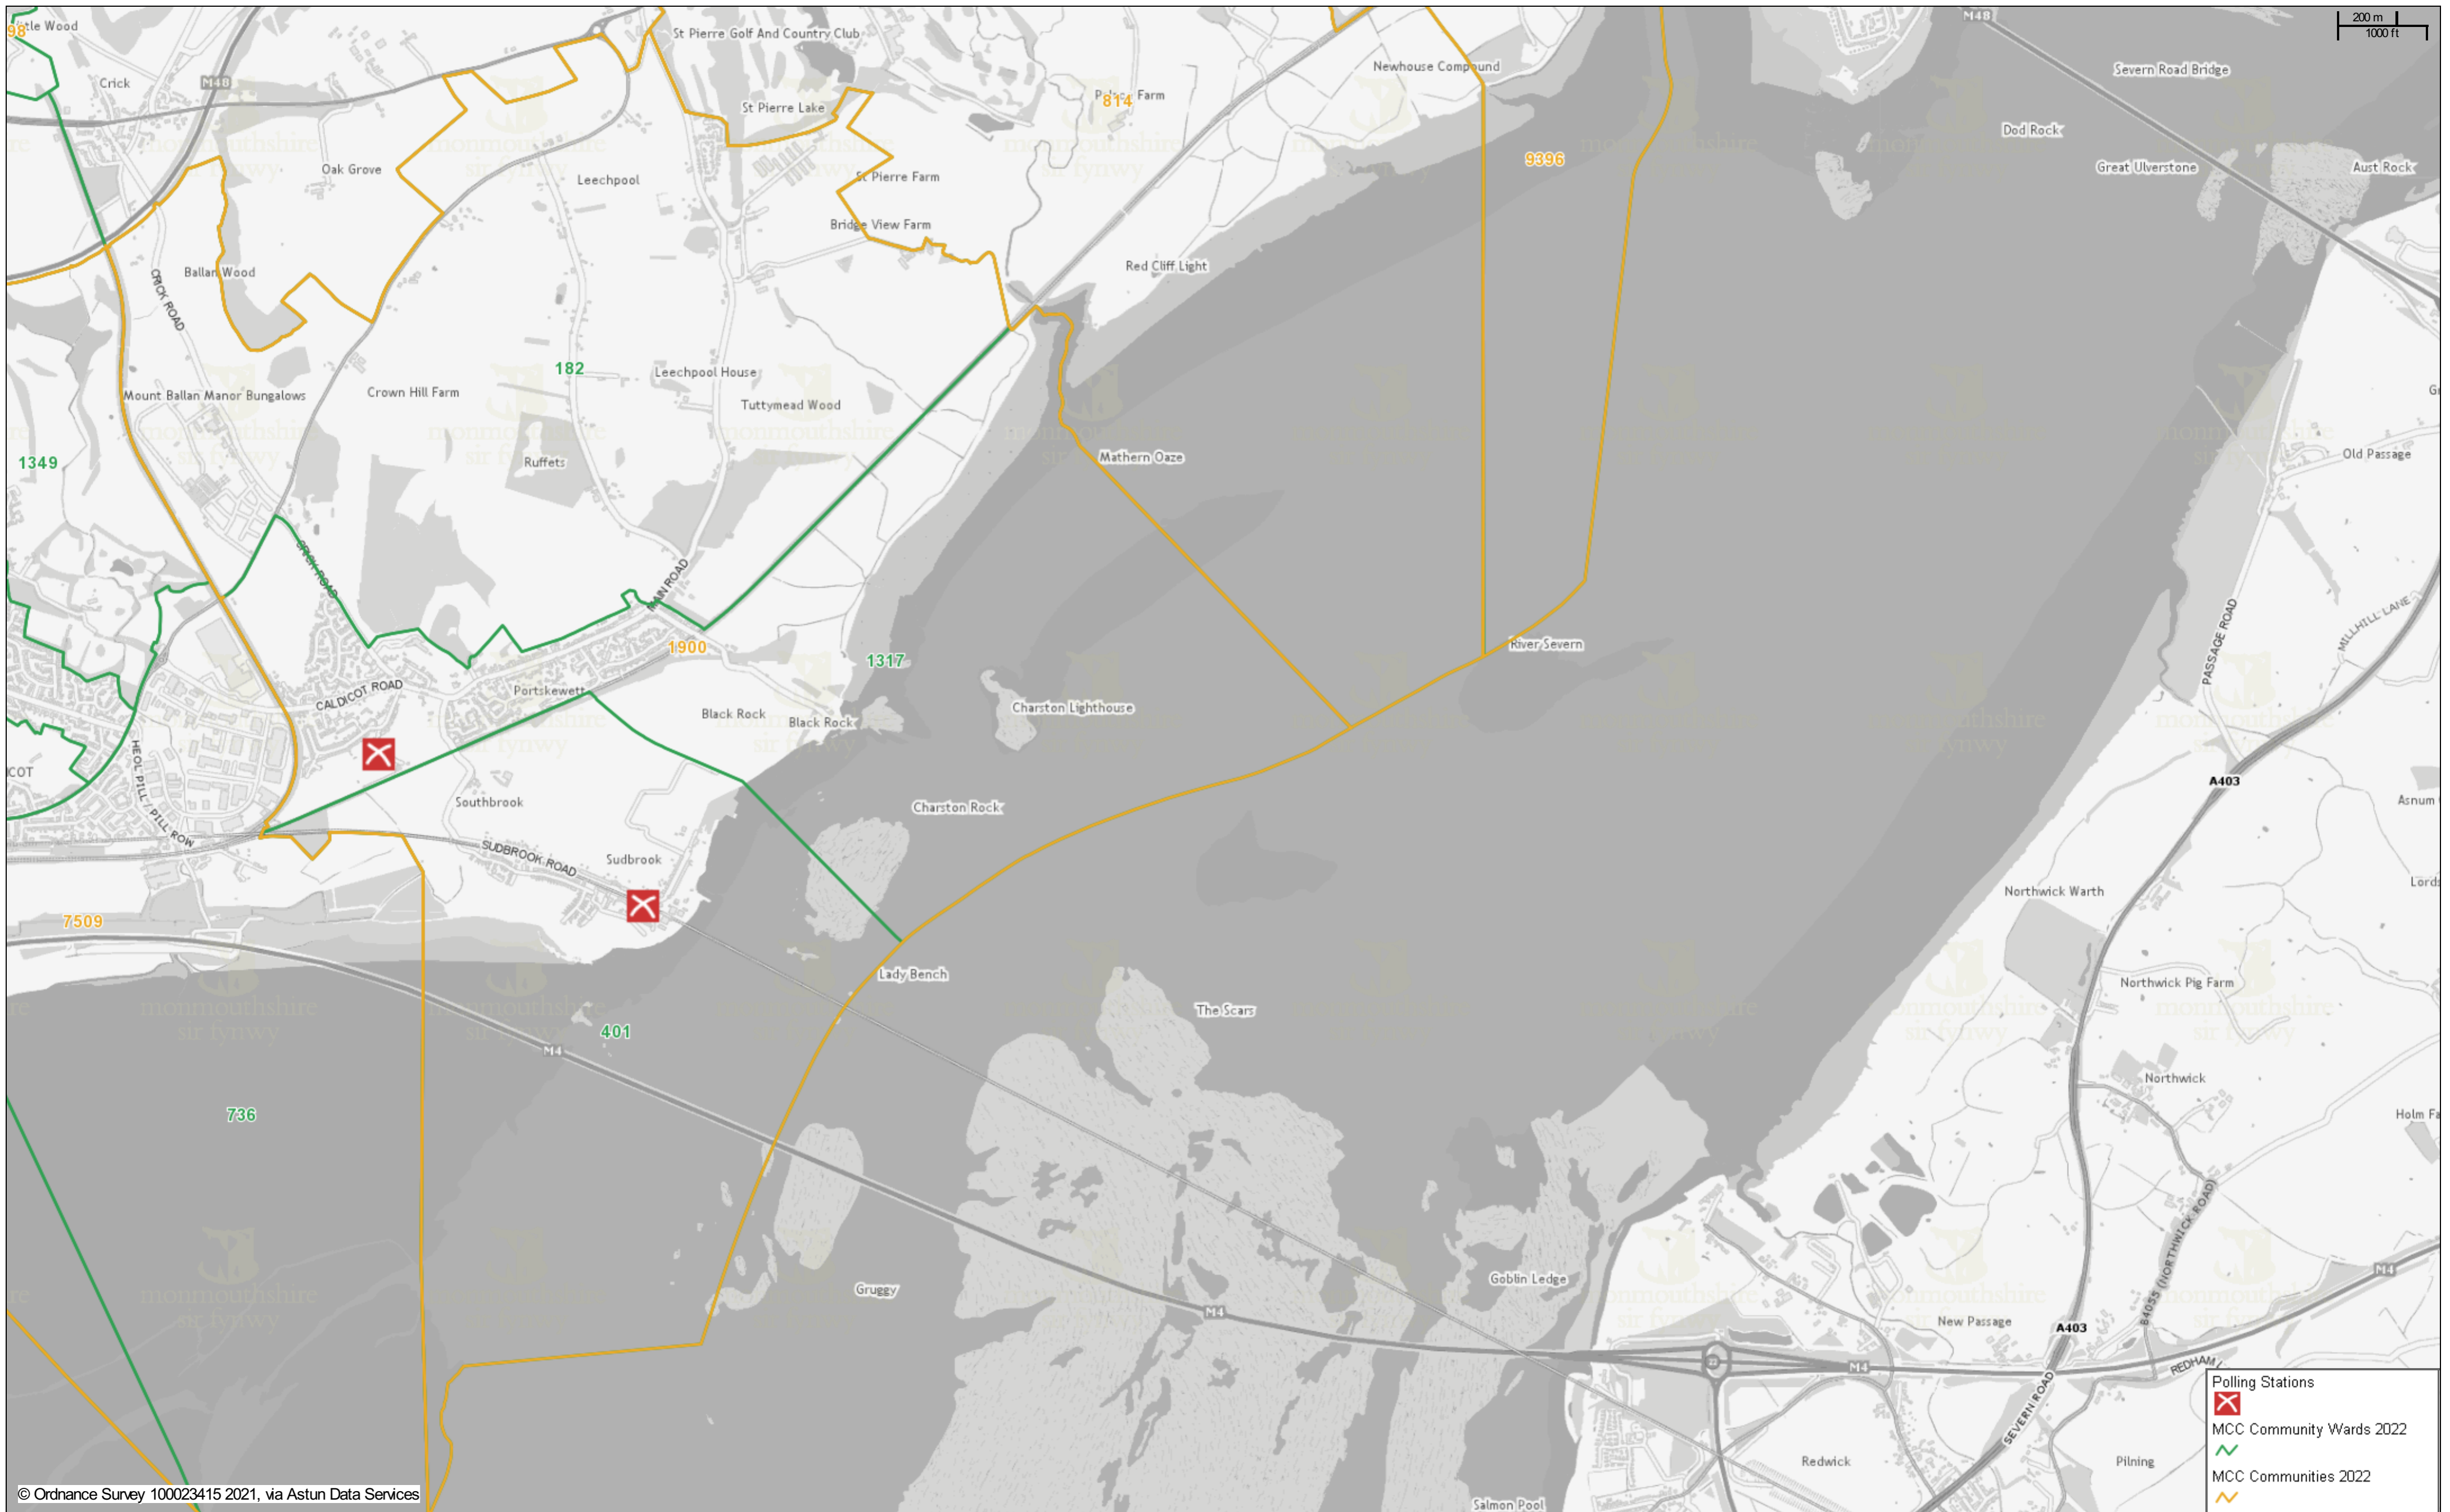 98
tle Wood
St Pierre Golf And Country Club
M48
200 m
1000 ft
Crick
M48
Newhouse Compound
Severn Road Bridge
St Pierre Lake
814
Farm
Dod Rock
Oak Grove
Leechpool
St Pierre Farm
9396
Great Ulverstone
Aust Rock
Bridge View Farm
Ballan Wood
CRICK ROAD
Red Cliff Light
182
Leechpool House
Mount Ballan Manor Bungalows
Crown Hill Farm
Tuttymead Wood
1349
Ruffets
Mathern Oaze
Old Passage
CRICK ROAD
MAIN ROAD
PASSAGE ROAD
MILLHILL LANE
1900
1317
River Severn
CALDICOT ROAD
Portskewett
Black Rock
Black Rock
Charston Lighthouse
ICOT
HEOL PILL / PILL ROW
A403
Southbrook
Charston Rock
Asnum
SUDBROOK ROAD
Sudbrook
Lords
Northwick Warth
7509
Lady Bench
Northwick Pig Farm
The Scars
401
M4
Northwick
736
Holm Fa
B4055 (NORTHWICK ROAD)
Gruggy
Goblin Ledge
M4
M4
New Passage
A403
22
M4
REDHAM L
SEVERN ROAD
Redwick
Pilning
Salmon Pool
monmouthshire
sir fynwy
Polling Stations
MCC Community Wards 2022
MCC Communities 2022
© Ordnance Survey 100023415 2021, via Astun Data Services